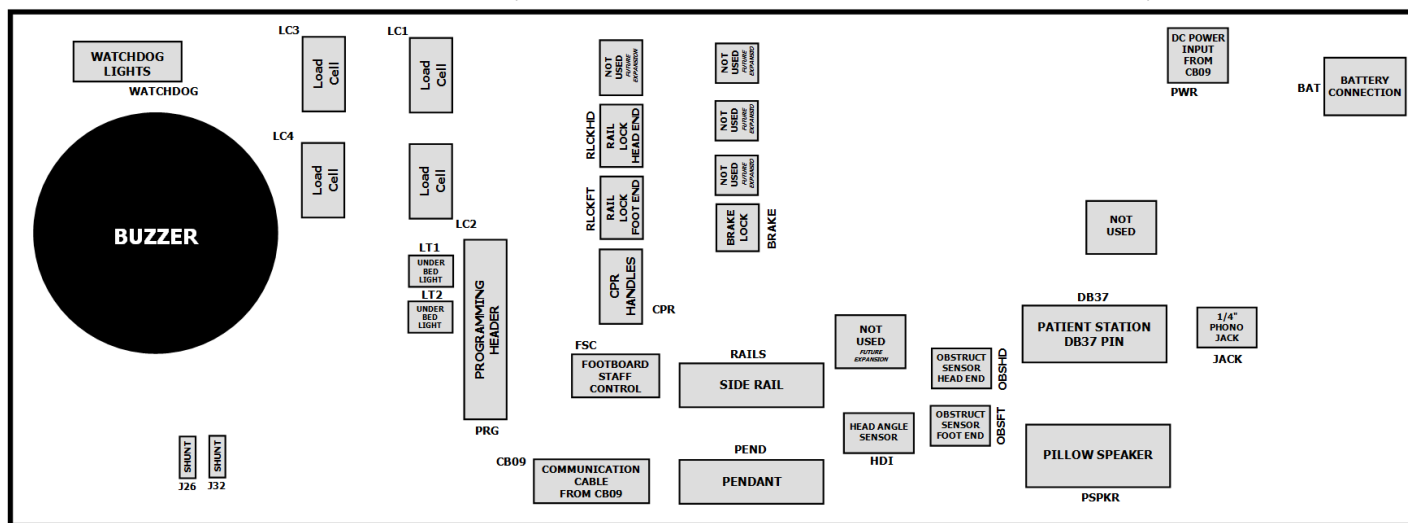 WATCHDOG
LIGHTS
WATCHDOG
BUZZER
LC3
Load
Cell
LC1
Load
Cell
LC4
Load
Cell
Load
Cell
LC2
LT1
UNDER
BED
LIGHT
LT2
UNDER
BED
LIGHT
PROGRAMMING
HEADER
PRG
SHUNT
J26
SHUNT
J32
NOT
USED
FUTURE
EXPANSION
RLCKHD
RAIL
LOCK
HEAD END
RLCKFT
RAIL
LOCK
FOOT END
CPR
HANDLES
CPR
NOT
USED
FUTURE
EXPANSION
NOT
USED
FUTURE
EXPANSION
NOT
USED
FUTURE
EXPANSION
BRAKE
LOCK
BRAKE
FSC
FOOTBOARD
STAFF
CONTROL
RAILS
SIDE RAIL
CB09
COMMUNICATION
CABLE
FROM CB09
PEND
PENDANT
NOT
USED
FUTURE
EXPANSION
HEAD ANGLE
SENSOR
HDI
OBSTRUCT
SENSOR
HEAD END
OBSHD
OBSTRUCT
SENSOR
FOOT END
OBSFT
DC POWER
INPUT
FROM
CB09
PWR
BAT
BATTERY
CONNECTION
NOT
USED
DB37
PATIENT STATION
DB37 PIN
1/4"
PHONO
JACK
JACK
PILLOW SPEAKER
PSPKR